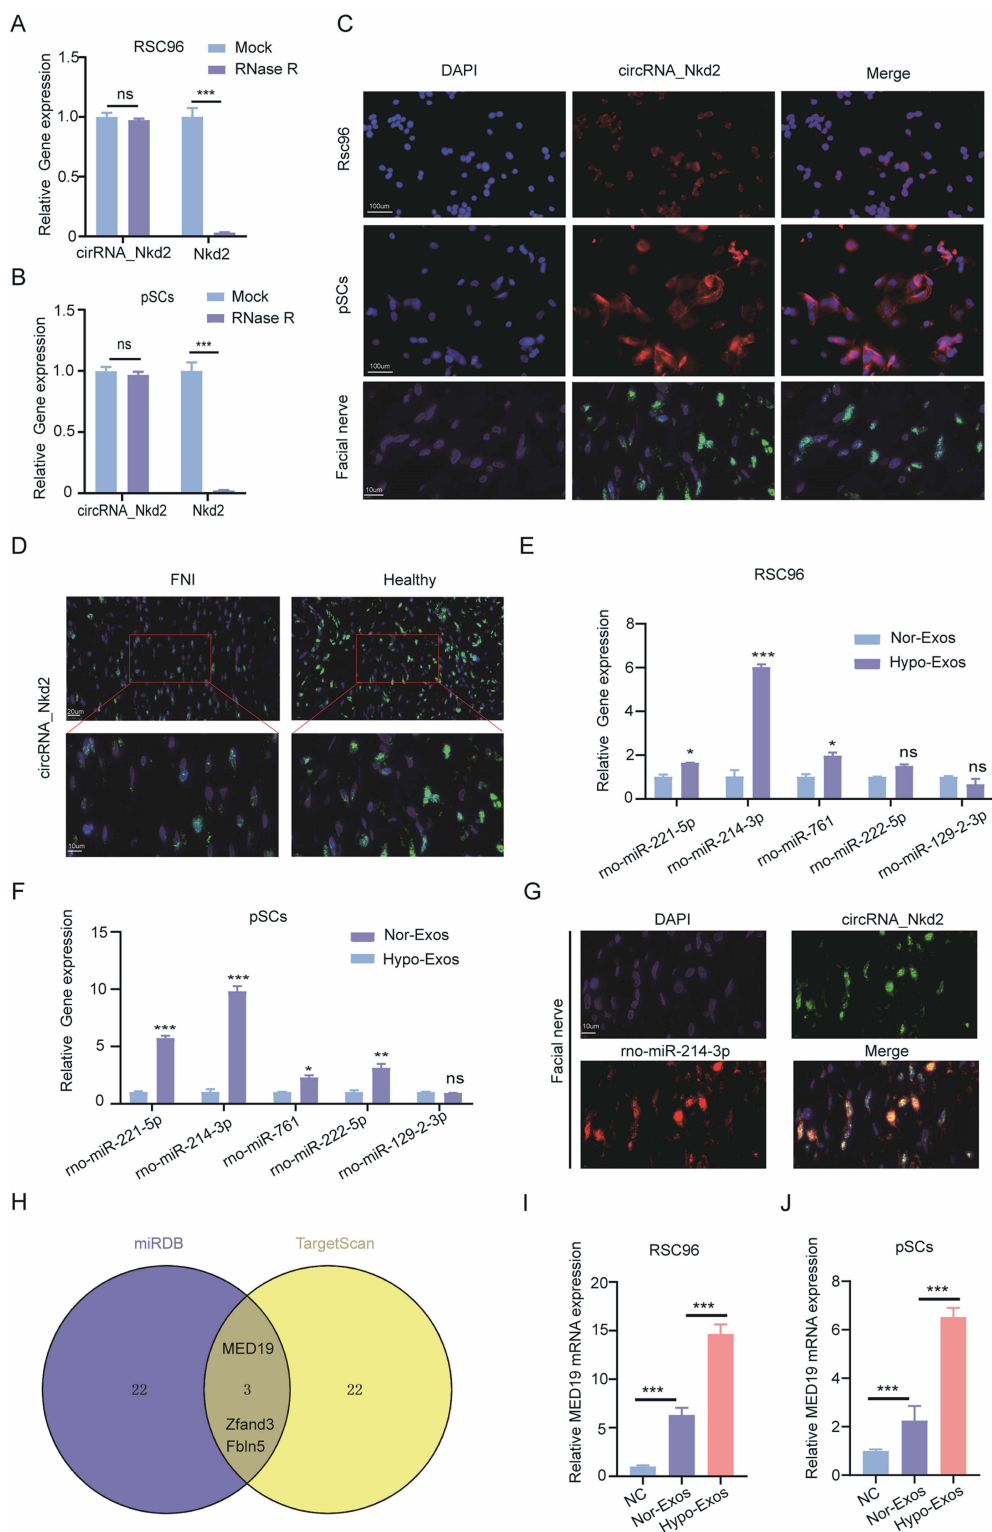 A
RSC96
Mock
RNase R
Relative Gene expression
1.5
1.0
0.5
0
ns
***
cirRNA_Nkd2
Nkd2
B
pSCs
Mock
RNase R
Relative Gene expression
1.5
1.0
0.5
0
ns
***
circRNA_Nkd2
Nkd2
C
DAPI
circRNA_Nkd2
Merge
Rsc96
100um
pSCs
100um
Facial nerve
10um
D
FNI
Healthy
circRNA_Nkd2
20um
10um
E
RSC96
Nor-Exos
Hypo-Exos
Relative Gene expression
8
6
4
2
0
*
***
*
ns
ns
rno-miR-221-5p
rno-miR-214-3p
rno-miR-761
rno-miR-222-5p
rno-miR-129-2-3p
F
pSCs
Nor-Exos
Hypo-Exos
Relative Gene expression
15
10
5
0
***
***
*
**
ns
rno-miR-221-5p
rno-miR-214-3p
rno-miR-761
rno-miR-222-5p
rno-miR-129-2-3p
G
DAPI
circRNA_Nkd2
Facial nerve
10um
rno-miR-214-3p
Merge
H
miRDB
TargetScan
MED19
22
3
22
Zfand3
Fbln5
I
RSC96
Relative MED19 mRNA expression
20
15
10
5
0
***
***
NC
Nor-Exos
Hypo-Exos
J
pSCs
Relative MED19 mRNA expression
8
6
4
2
0
***
***
NC
Nor-Exos
Hypo-Exos